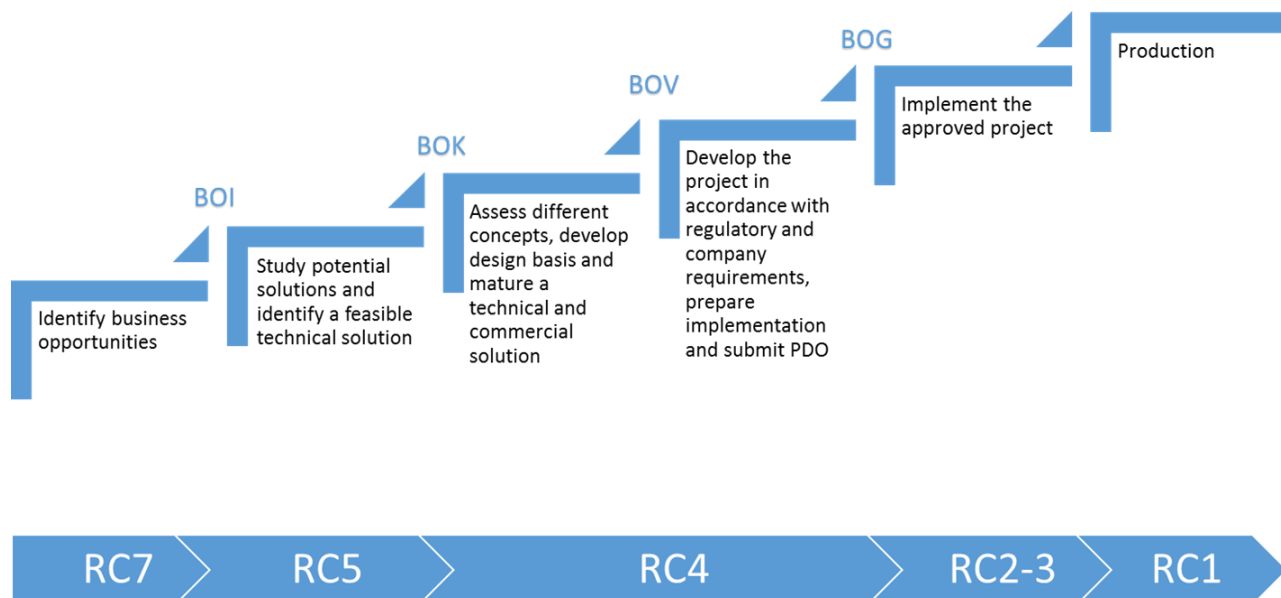 BOI
BOK
BOV
BOG
Identify business
opportunities
Study potential
solutions and
identify a feasible
technical solution
Assess different
concepts, develop
design basis and
mature a
technical and
commercial
solution
Develop the
project in
accordance with
regulatory and
company
requirements,
prepare
implementation
and submit PDO
Implement the
approved project
Production
RC7
RC5
RC4
RC2-3
RC1